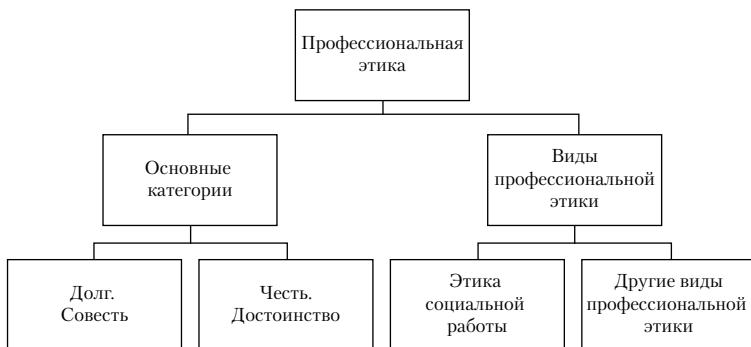 Профессиональная
этика
Основные
категории
Виды
профессиональной
этики
Долг.
Совесть
Честь.
Достоинство
Этика
социальной
работы
Другие виды
профессиональной
этики